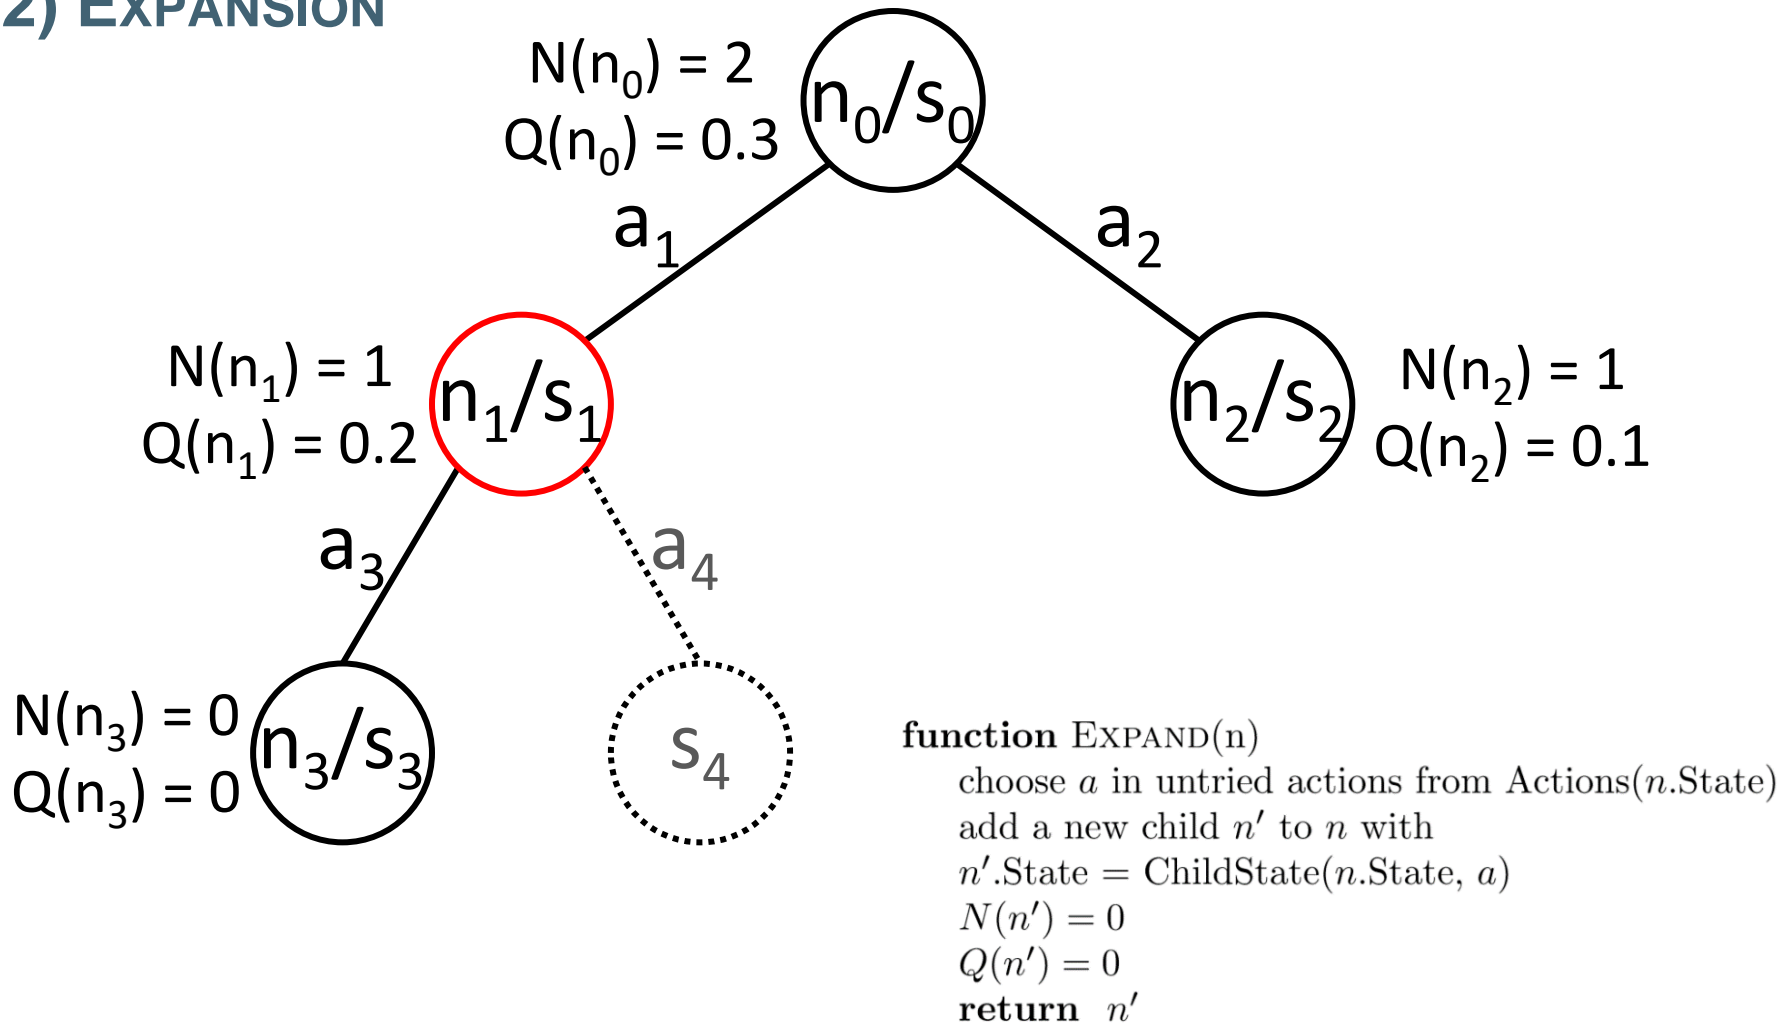 2) EXPANSION
N(n₀) = 2
Q(n₀) = 0.3
n₀/s₀
a₁
a₂
N(n₁) = 1
Q(n₁) = 0.2
n₁/s₁
n₂/s₂
N(n₂) = 1
Q(n₂) = 0.1
a₃
a₄
N(n₃) = 0
Q(n₃) = 0
n₃/s₃
s₄
function EXPAND(n)
choose a in untried actions from Actions(n.State)
add a new child n′ to n with
n′.State = ChildState(n.State, a)
N(n′) = 0
Q(n′) = 0
return n′